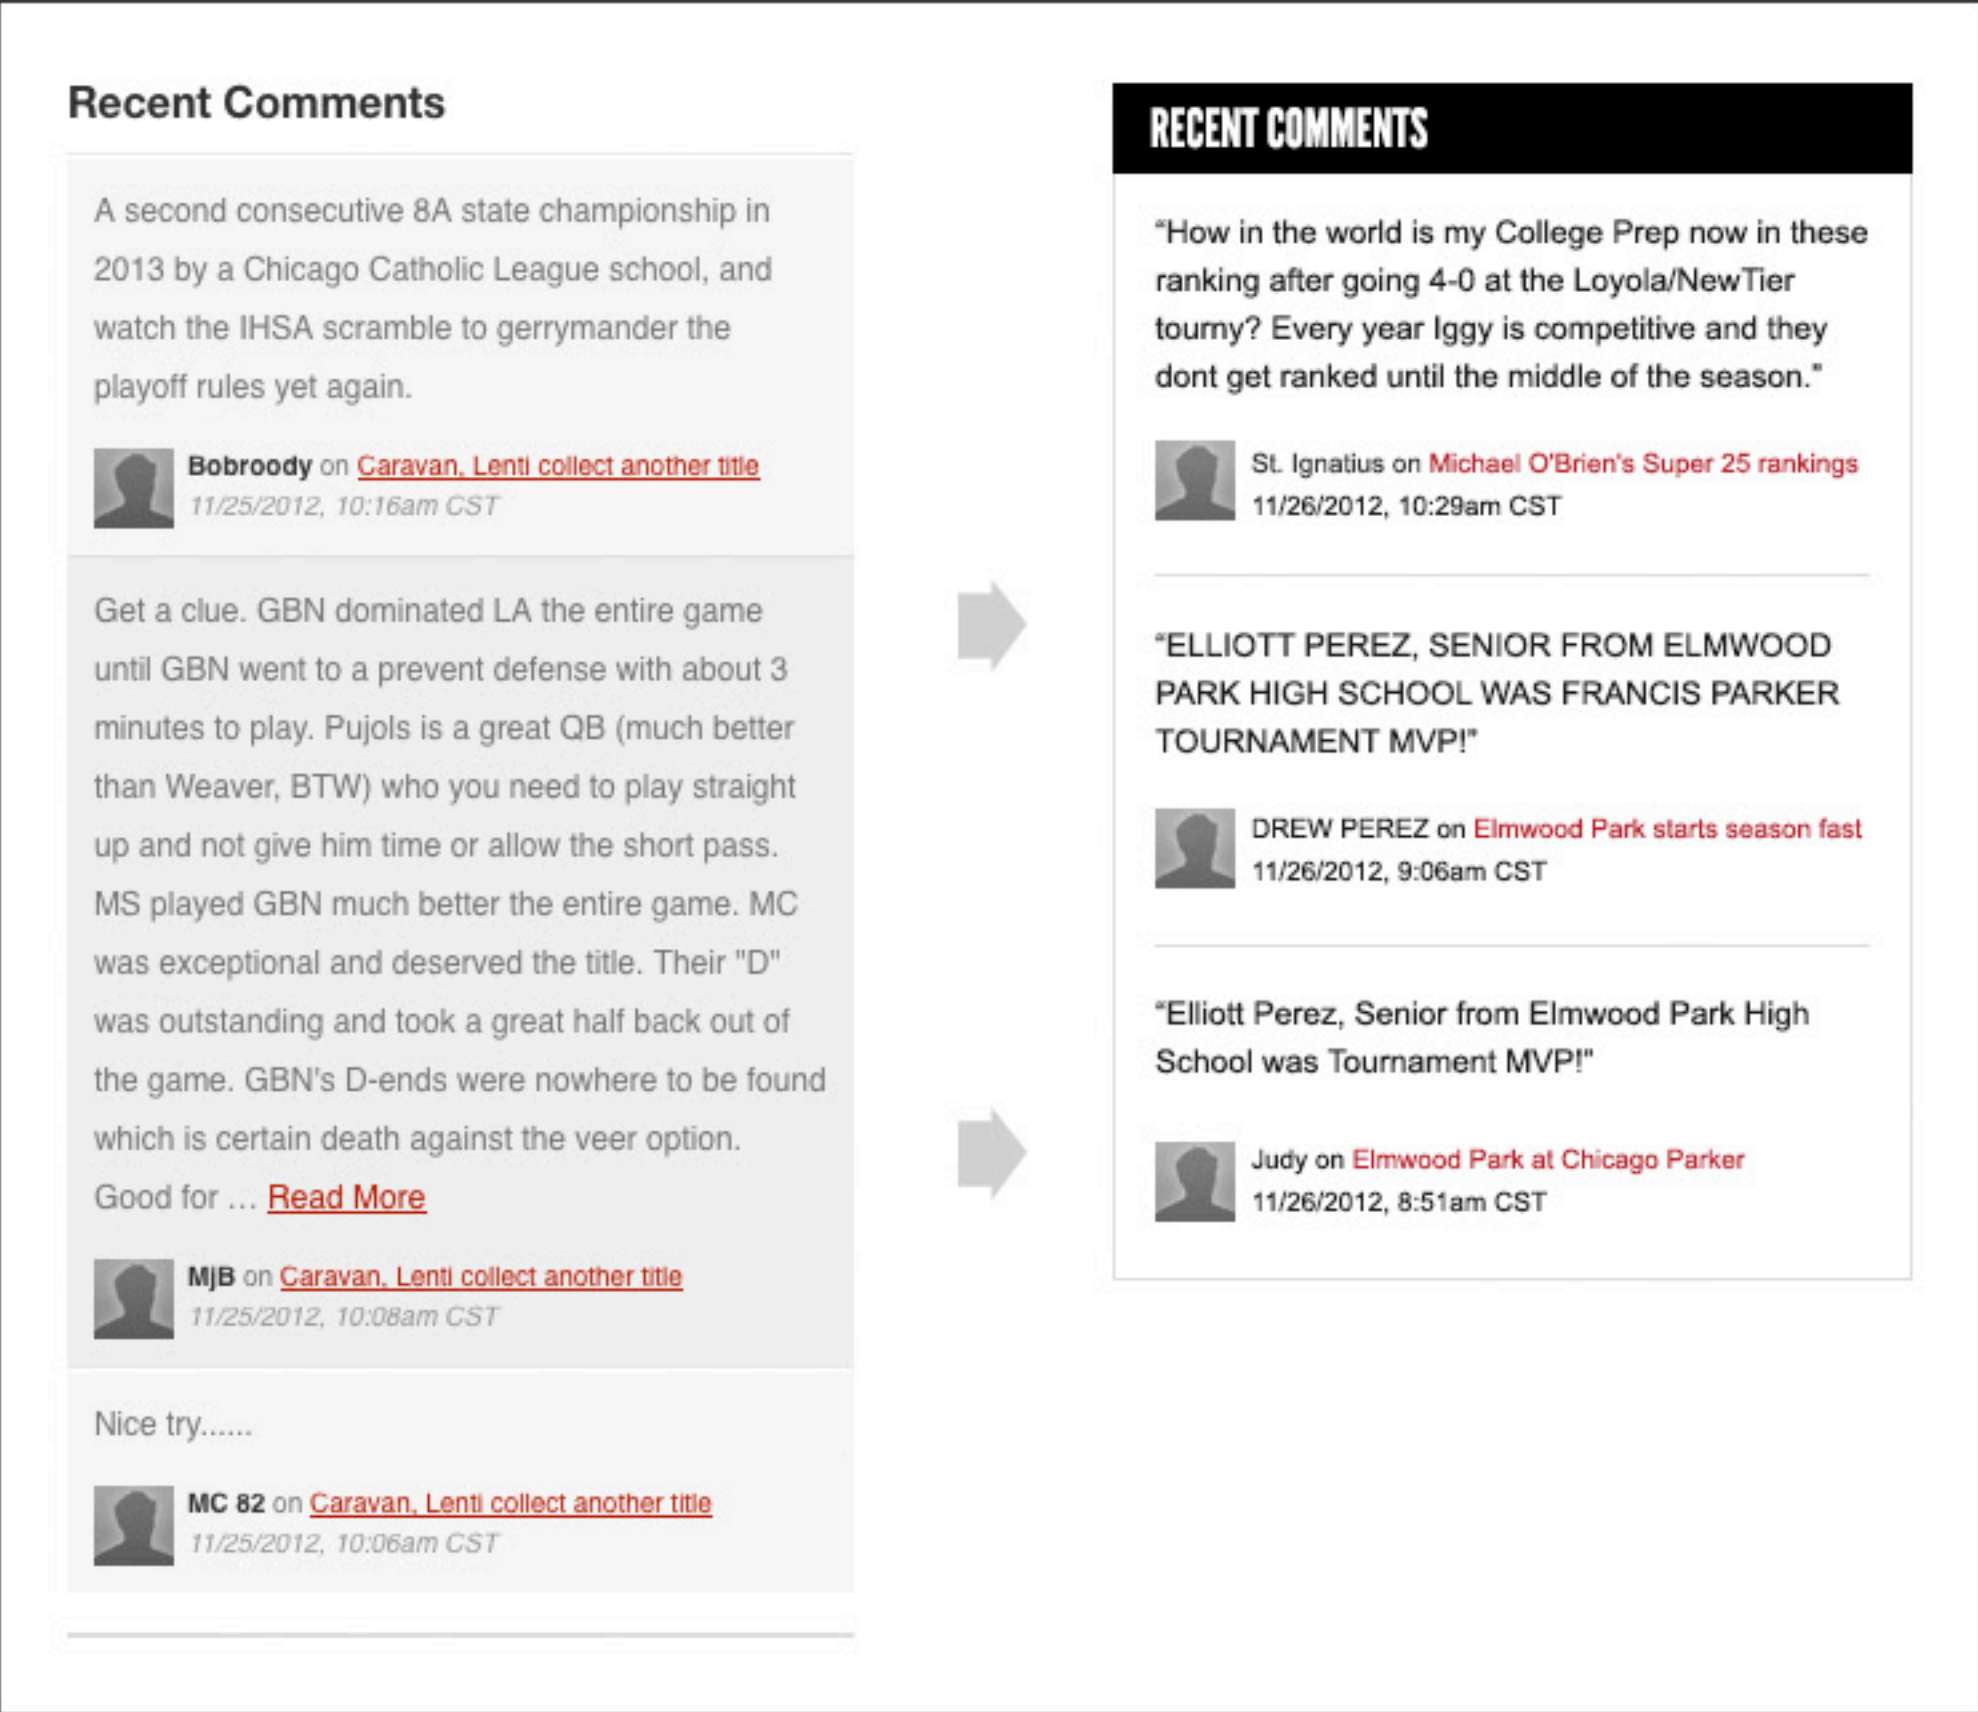 Recent Comments
A second consecutive 8A state championship in
2013 by a Chicago Catholic League school, and
watch the IHSA scramble to gerrymander the
playoff rules yet again.
Bobroody on Caravan, Lenti collect another title
11/25/2012, 10:16am CST
Get a clue. GBN dominated LA the entire game
until GBN went to a prevent defense with about 3
minutes to play. Pujols is a great QB (much better
than Weaver, BTW) who you need to play straight
up and not give him time or allow the short pass.
MS played GBN much better the entire game. MC
was exceptional and deserved the title. Their "D"
was outstanding and took a great half back out of
the game. GBN's D-ends were nowhere to be found
which is certain death against the veer option.
Good for ... Read More
MjB on Caravan, Lenti collect another title
11/25/2012, 10:08am CST
Nice try......
MC 82 on Caravan, Lenti collect another title
11/25/2012, 10:06am CST
RECENT COMMENTS
“How in the world is my College Prep now in these
ranking after going 4-0 at the Loyola/NewTier
tourny? Every year Iggy is competitive and they
dont get ranked until the middle of the season.”
St. Ignatius on Michael O'Brien's Super 25 rankings
11/26/2012, 10:29am CST
“ELLIOTT PEREZ, SENIOR FROM ELMWOOD
PARK HIGH SCHOOL WAS FRANCIS PARKER
TOURNAMENT MVP!”
DREW PEREZ on Elmwood Park starts season fast
11/26/2012, 9:06am CST
“Elliott Perez, Senior from Elmwood Park High
School was Tournament MVP!”
Judy on Elmwood Park at Chicago Parker
11/26/2012, 8:51am CST